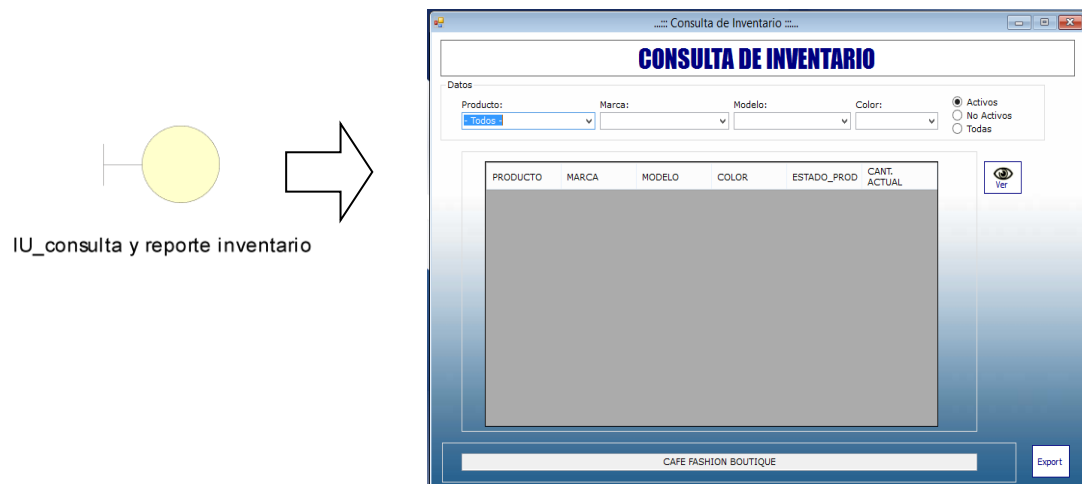 ...::: Consulta de Inventario :::...
CONSULTA DE INVENTARIO
Datos
Producto: Marca: Modelo: Color:
- Todos -
Activos
No Activos
Todas
PRODUCTO MARCA MODELO COLOR ESTADO_PROD CANT. ACTUAL
Ver
IU_consulta y reporte inventario
CAFE FASHION BOUTIQUE
Export